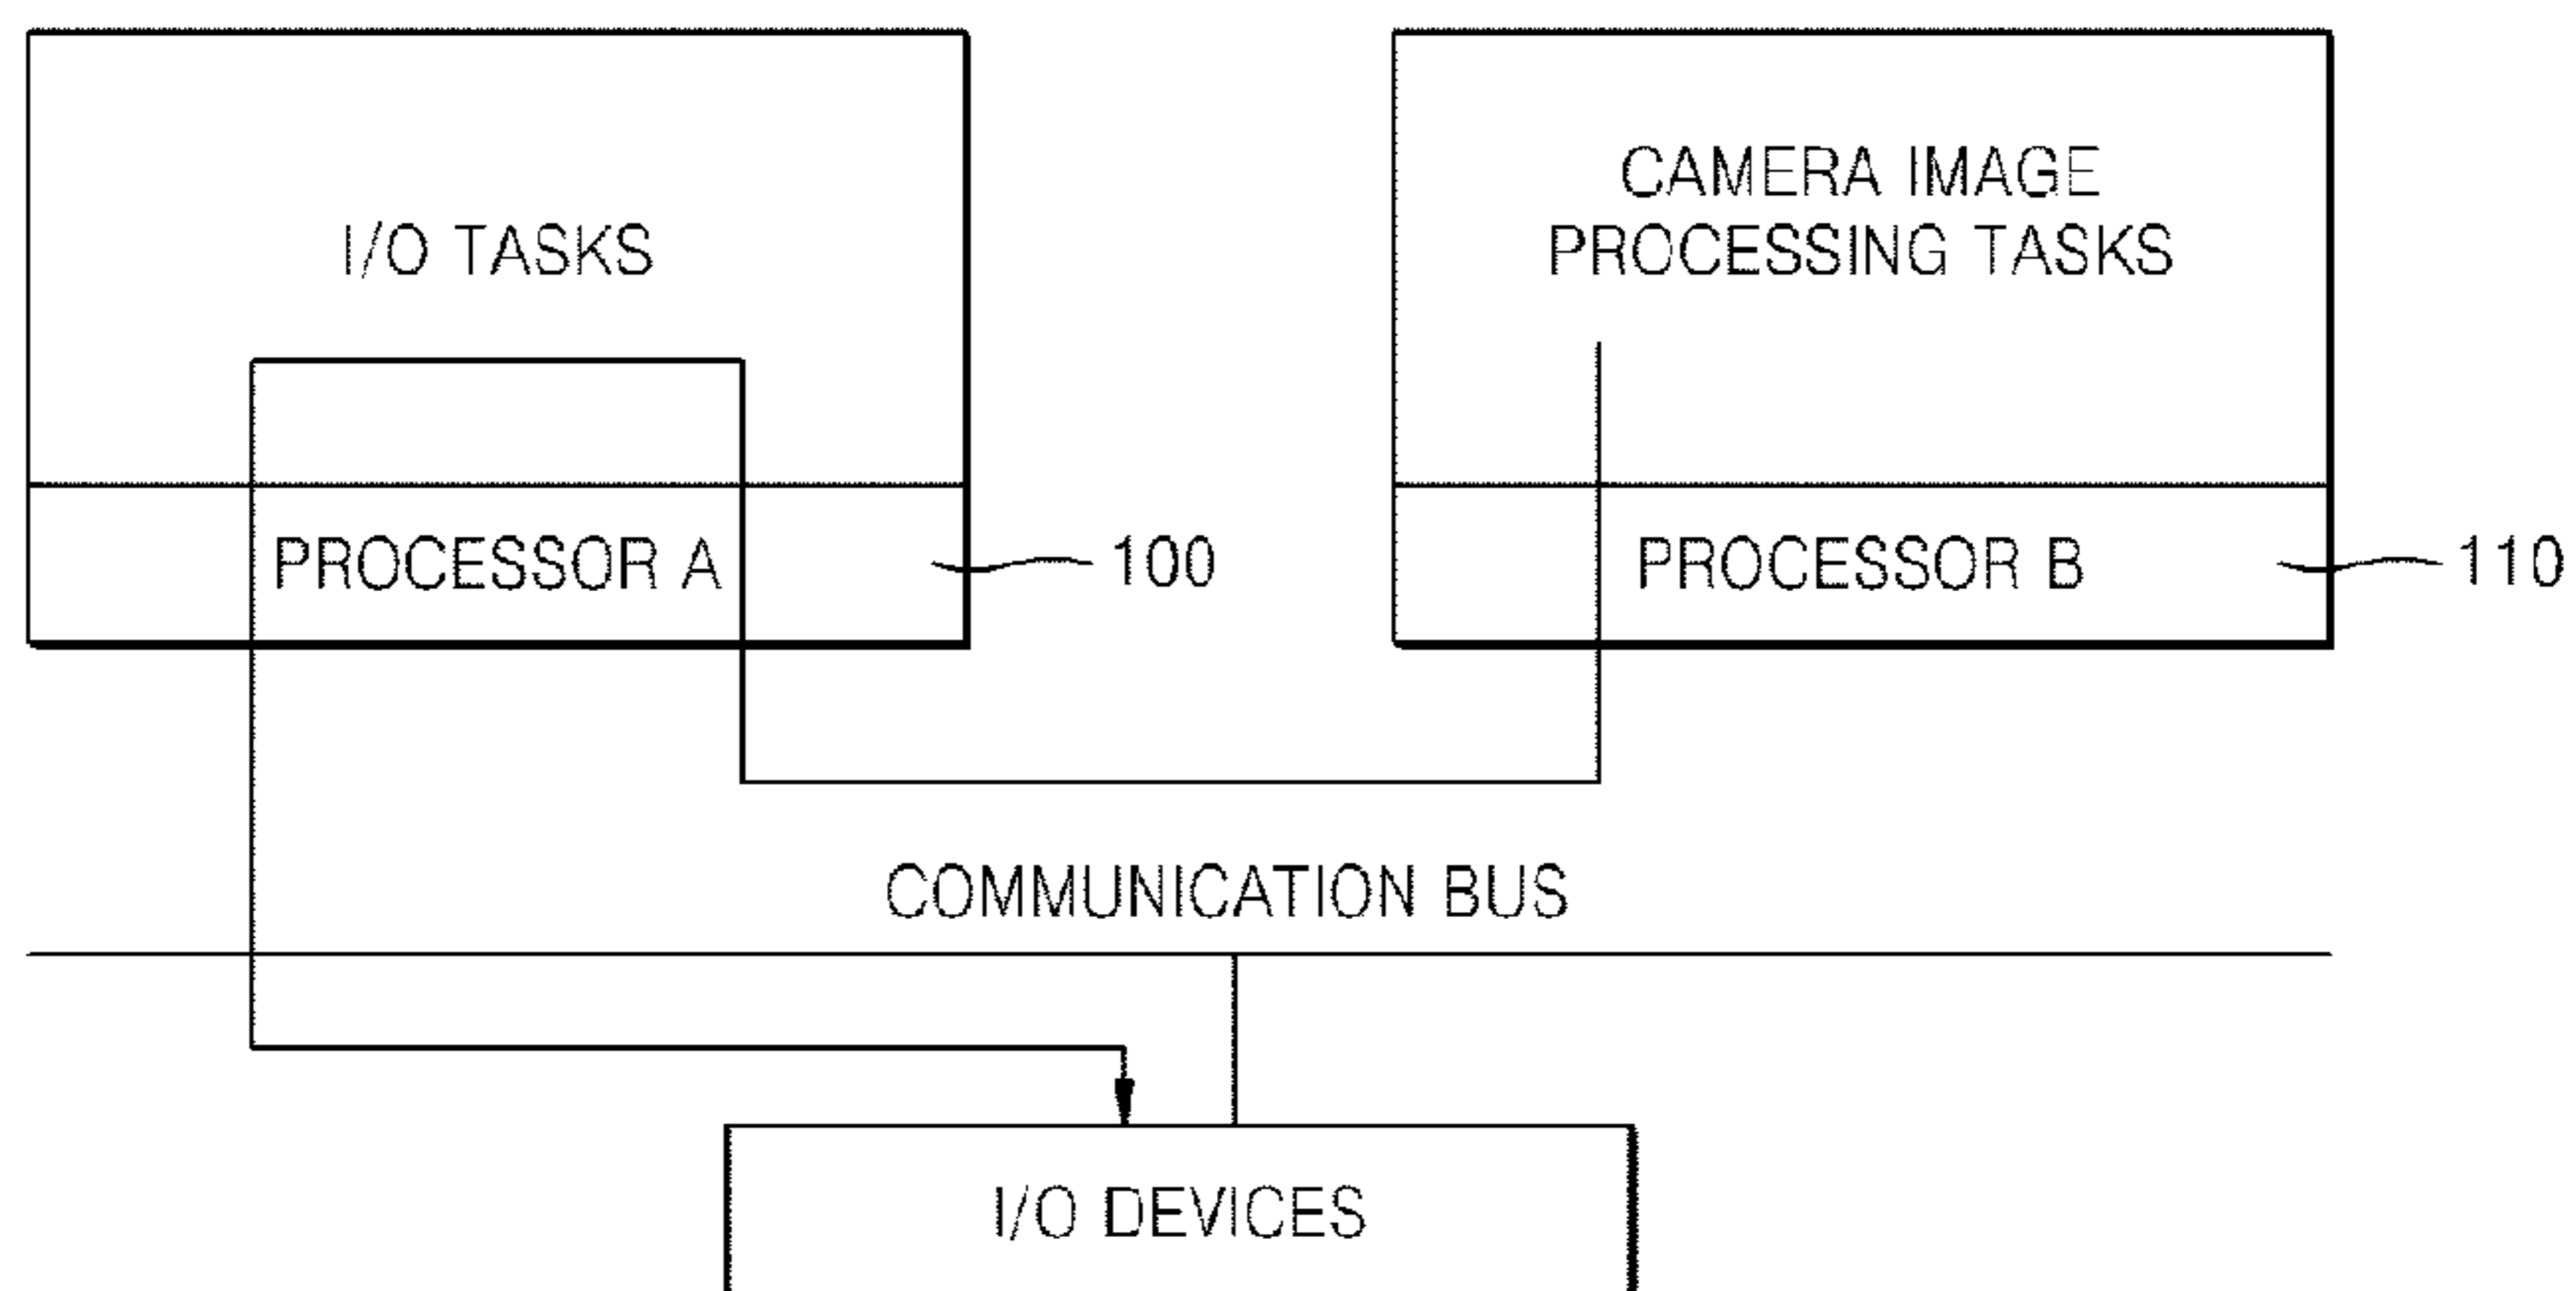 I/O TASKS
CAMERA IMAGE
PROCESSING TASKS
PROCESSOR A
100
PROCESSOR B
110
COMMUNICATION BUS
I/O DEVICES